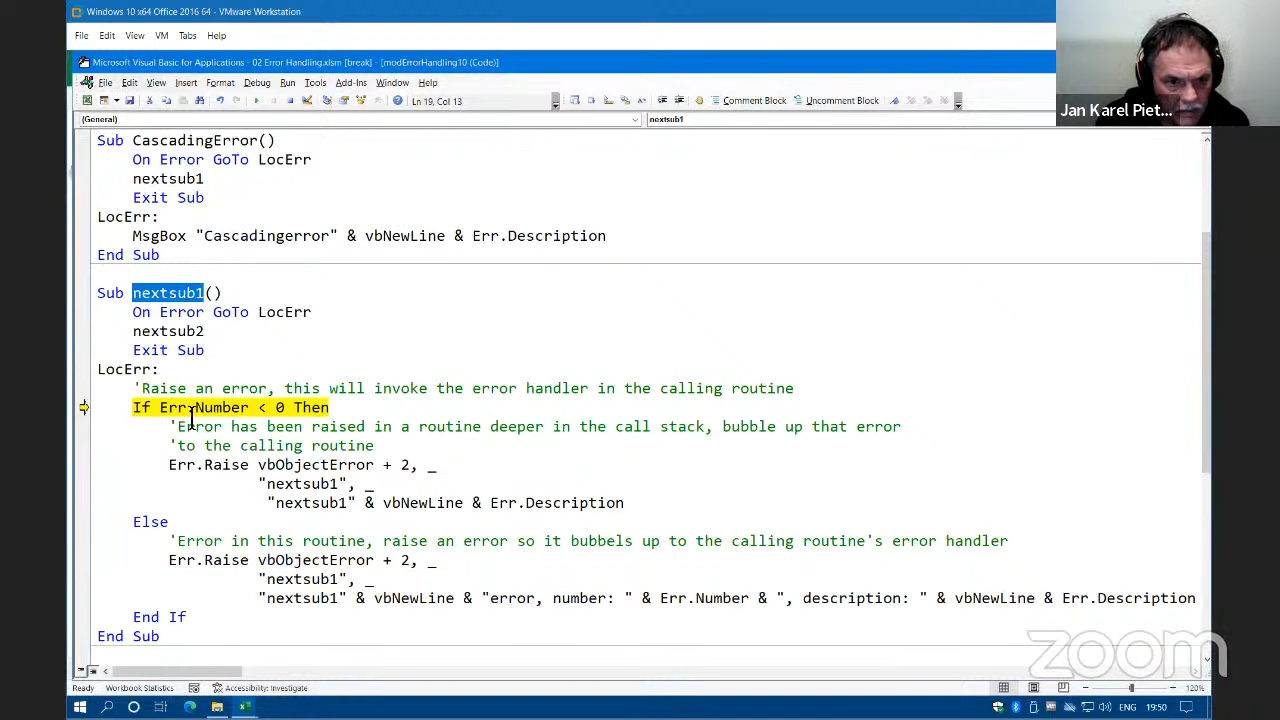 Windows 10 x64 Office 2016 64 - VMware Workstation
File Edit View VM Tabs Help
Microsoft Visual Basic for Applications - 02 Error Handling.xlsm [break] - [modErrorHandling10 (Code)]
File Edit View Insert Format Debug Run Tools Add-Ins Window Help
Ln 19, Col 13 Comment Block Uncomment Block
Jan Karel Piet...
(General) nextsub1
Sub CascadingError()
On Error GoTo LocErr
nextsub1
Exit Sub
LocErr:
MsgBox "Cascadingerror" & vbNewLine & Err.Description
End Sub
Sub nextsub1()
On Error GoTo LocErr
nextsub2
Exit Sub
LocErr:
'Raise an error, this will invoke the error handler in the calling routine
If Err.Number < 0 Then
'Error has been raised in a routine deeper in the call stack, bubble up that error
'to the calling routine
Err.Raise vbObjectError + 2, _
"nextsub1", _
"nextsub1" & vbNewLine & Err.Description
Else
'Error in this routine, raise an error so it bubbels up to the calling routine's error handler
Err.Raise vbObjectError + 2, _
"nextsub1", _
"nextsub1" & vbNewLine & "error, number: " & Err.Number & ", description: " & vbNewLine & Err.Description
End If
End Sub
zoom
Ready Workbook Statistics Accessibility: Investigate 120%
ENG 19:50